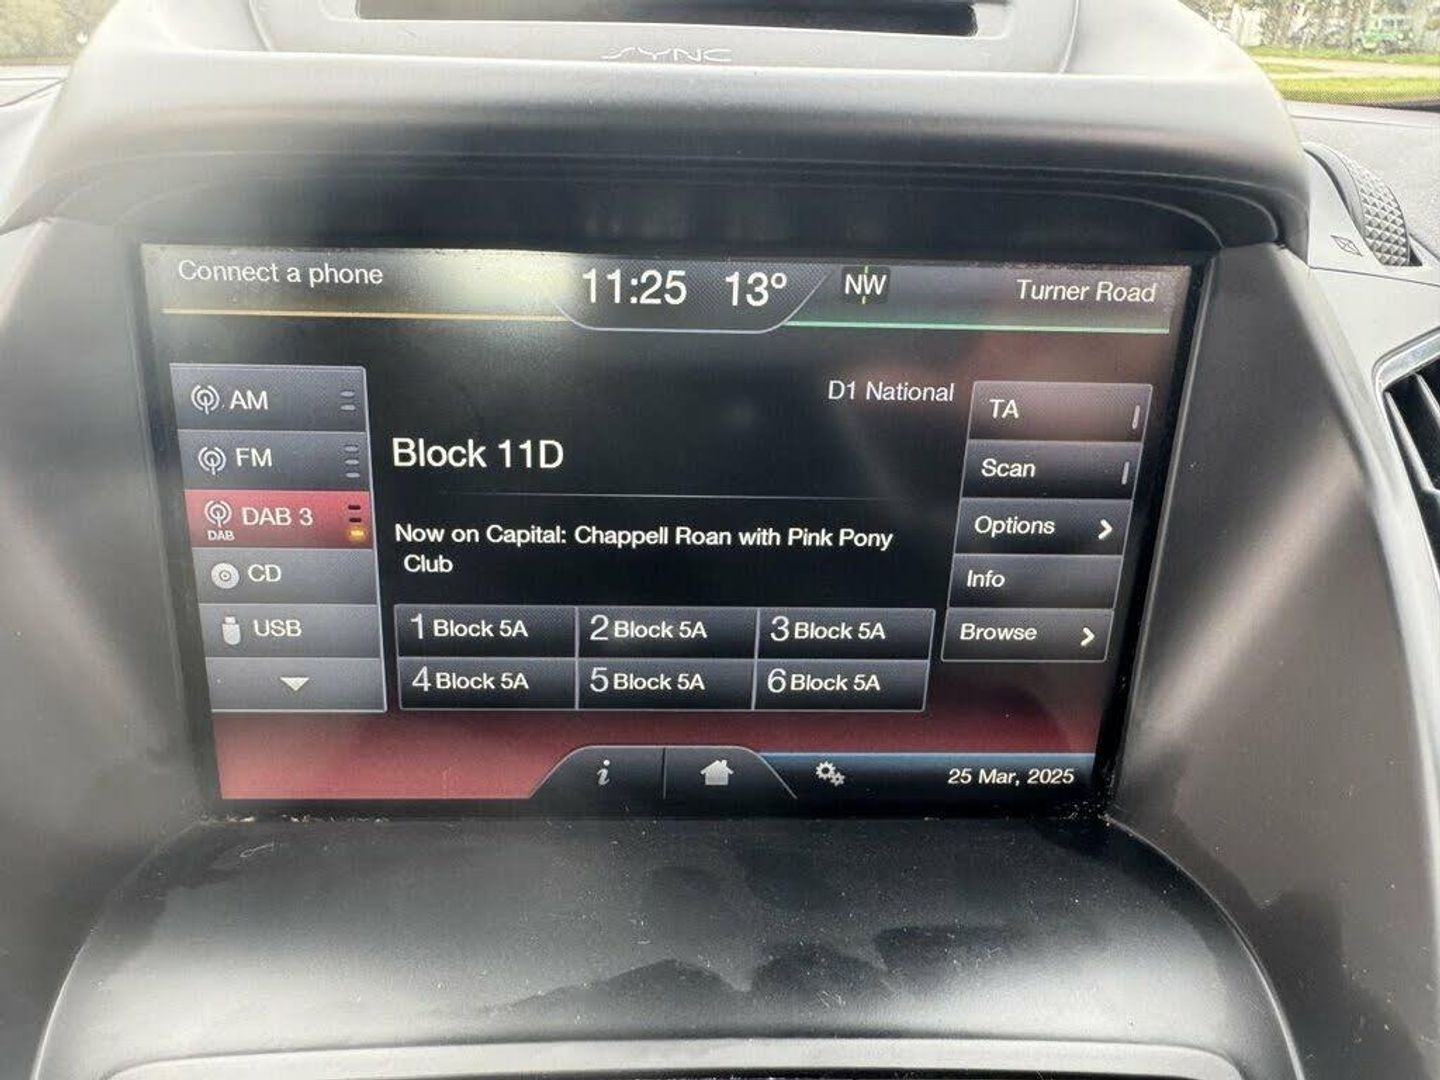 SYNC
Connect a phone
11:25 13° NW Turner Road
AM
FM
DAB 3
DAB
CD
USB
D1 National
Block 11D
Now on Capital: Chappell Roan with Pink Pony
Club
1 Block 5A 2 Block 5A 3 Block 5A
4 Block 5A 5 Block 5A 6 Block 5A
TA
Scan
Options
Info
Browse
i
25 Mar, 2025